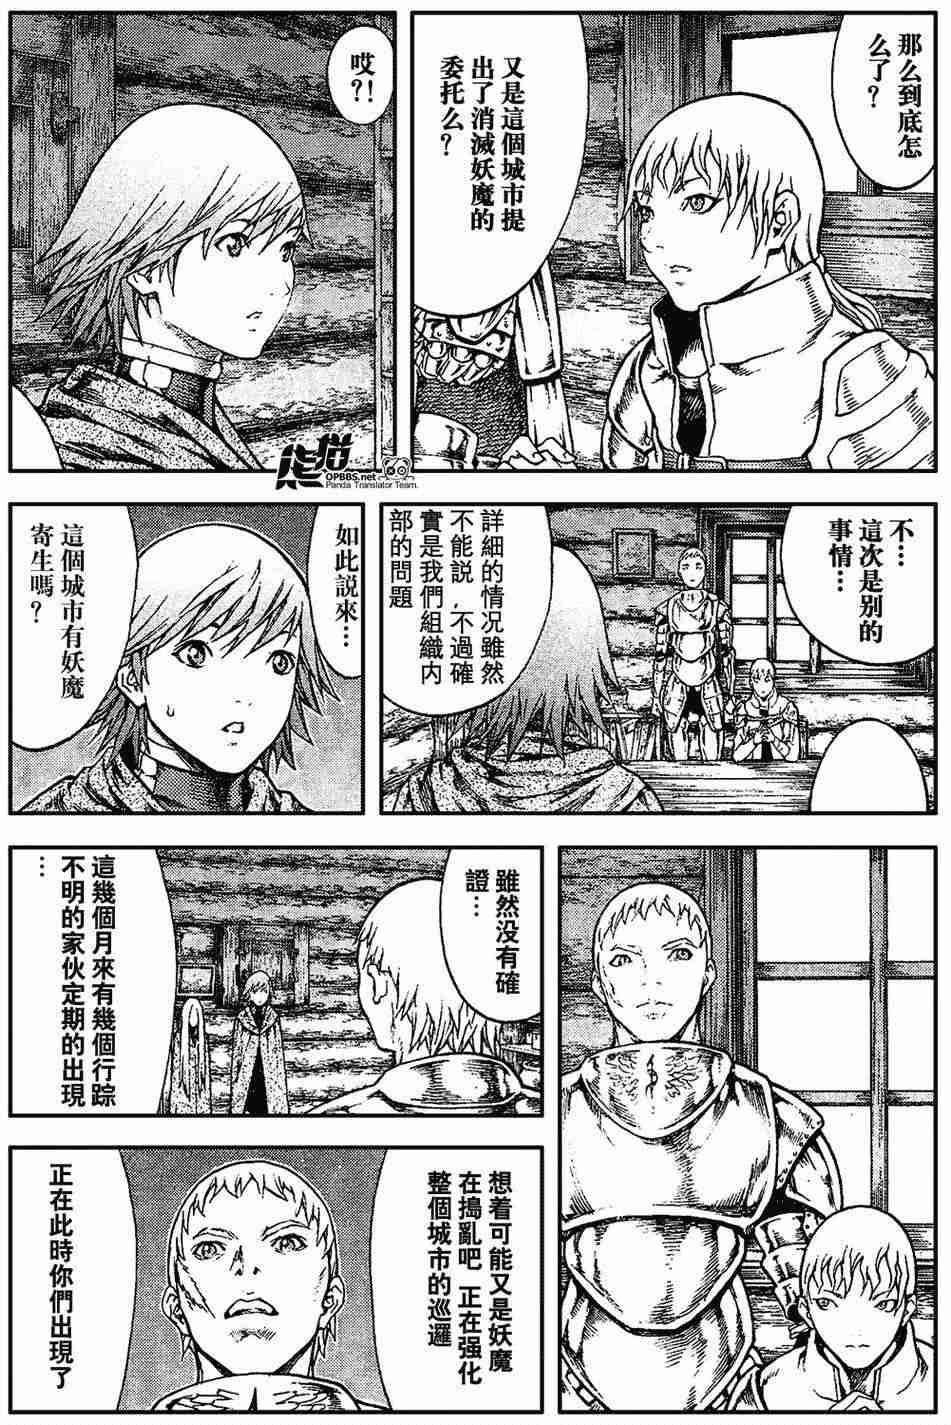 那么到底怎
么了？
又是這個城市提
出了消滅妖魔的
委托么？
哎?!
OPBBS.net
Panda Translator Team.
不…
這次是別的
事情…
詳細的情况雖然
不能説，不過確
實是我們組織内
部的問題
如此説來…
這個城市有妖魔
寄生嗎？
雖然没有確
證…
這幾個月來有幾個行踪
不明的家伙定期的出現
…
想着可能又是妖魔
在搗亂吧 正在强化
整個城市的巡邏
正在此時你們出現了